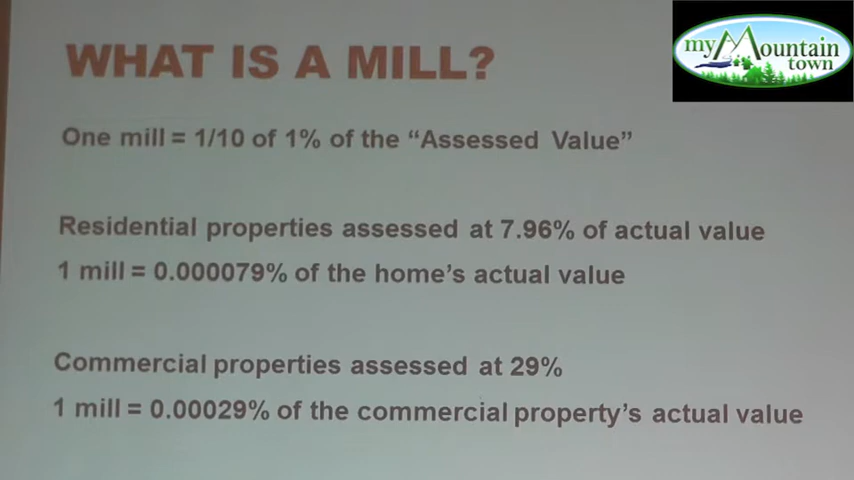 WHAT IS A MILL?
my Mountain
town
One mill = 1/10 of 1% of the “Assessed Value”
Residential properties assessed at 7.96% of actual value
1 mill = 0.000079% of the home’s actual value
Commercial properties assessed at 29%
1 mill = 0.00029% of the commercial property’s actual value